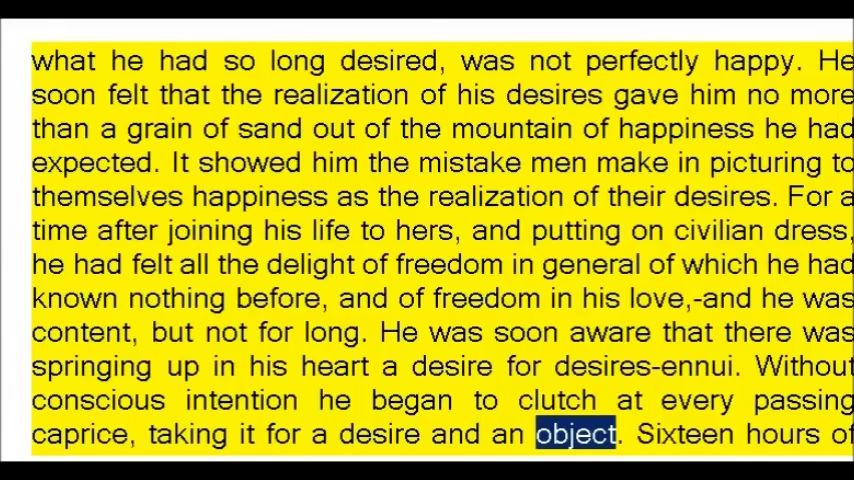 what he had so long desired, was not perfectly happy. He
soon felt that the realization of his desires gave him no more
than a grain of sand out of the mountain of happiness he had
expected. It showed him the mistake men make in picturing to
themselves happiness as the realization of their desires. For a
time after joining his life to hers, and putting on civilian dress,
he had felt all the delight of freedom in general of which he had
known nothing before, and of freedom in his love,-and he was
content, but not for long. He was soon aware that there was
springing up in his heart a desire for desires-ennui. Without
conscious intention he began to clutch at every passing
caprice, taking it for a desire and an object. Sixteen hours of